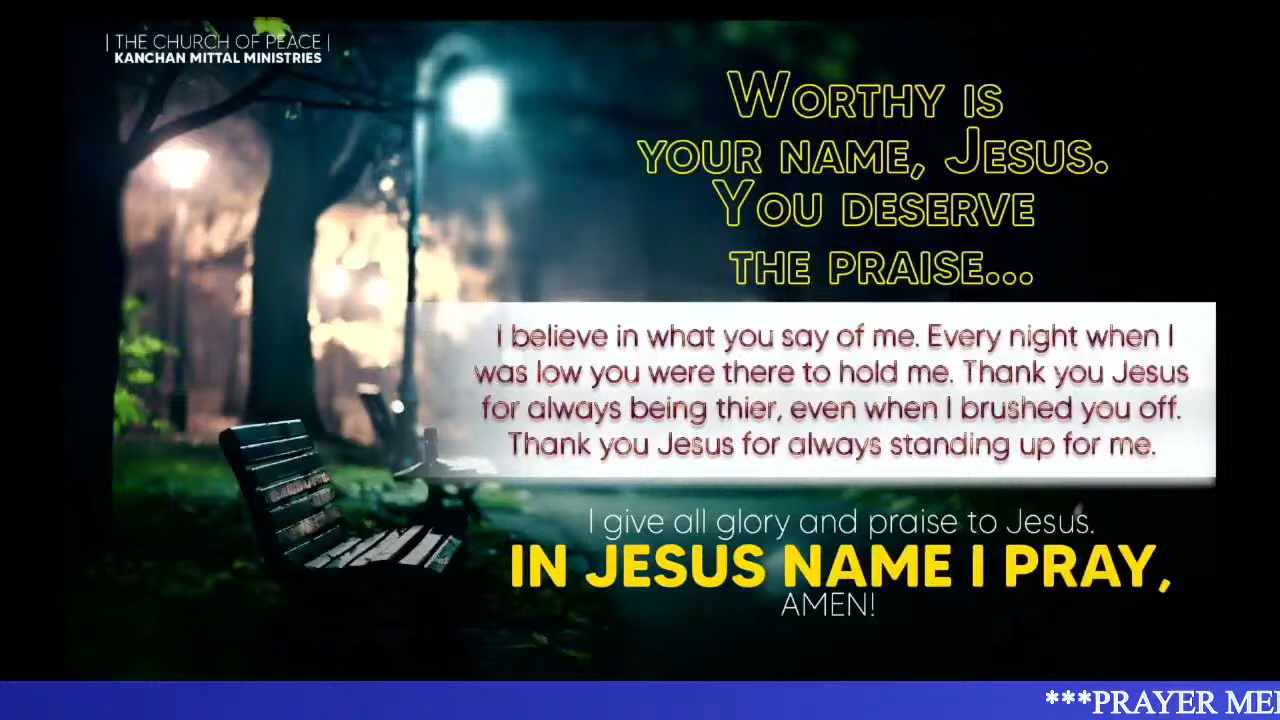 | THE CHURCH OF PEACE |
KANCHAN MITTAL MINISTRIES
WORTHY IS
YOUR NAME, JESUS.
YOU DESERVE
THE PRAISE...
I believe in what you say of me. Every night when I
was low you were there to hold me. Thank you Jesus
for always being thier, even when I brushed you off.
Thank you Jesus for always standing up for me.
I give all glory and praise to Jesus.
IN JESUS NAME I PRAY,
AMEN!
***PRAYER